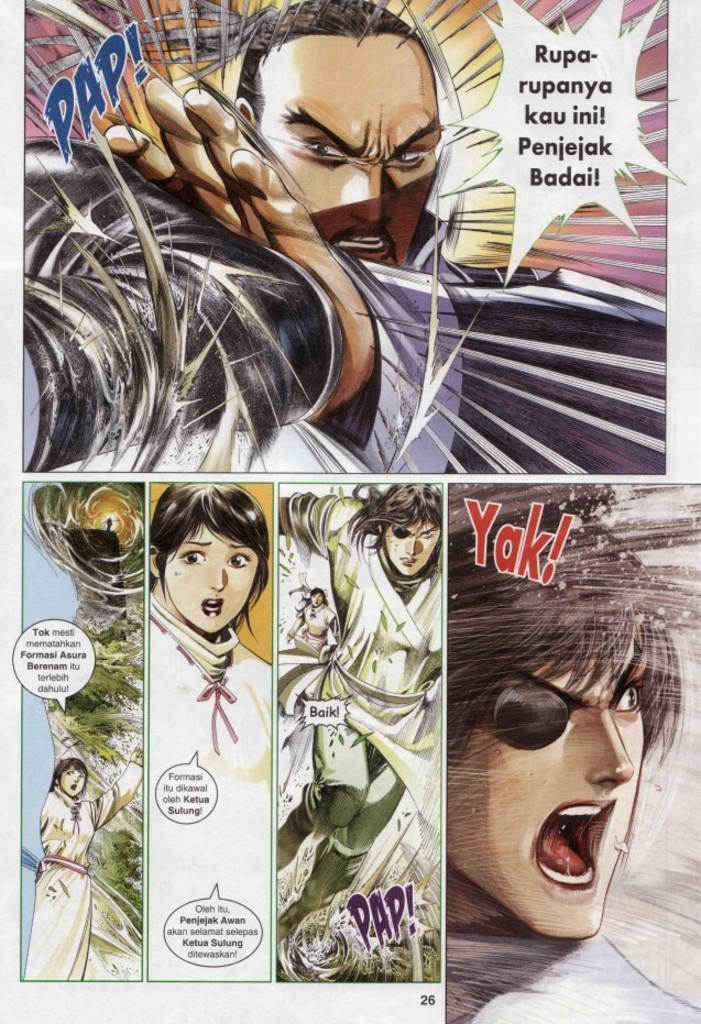 PAP!
Rupa-
rupanya
kau ini!
Penjejak
Badai!
Tok mesti
mematahkan
Formasi Asura
Berenam itu
terlebih
dahulu!
Formasi
itu dikawal
oleh Ketua
Sulung!
Oleh itu,
Penjejak Awan
akan selamat selepas
Ketua Sulung
ditewaskan!
Baik!
PAP!
Yak!
26